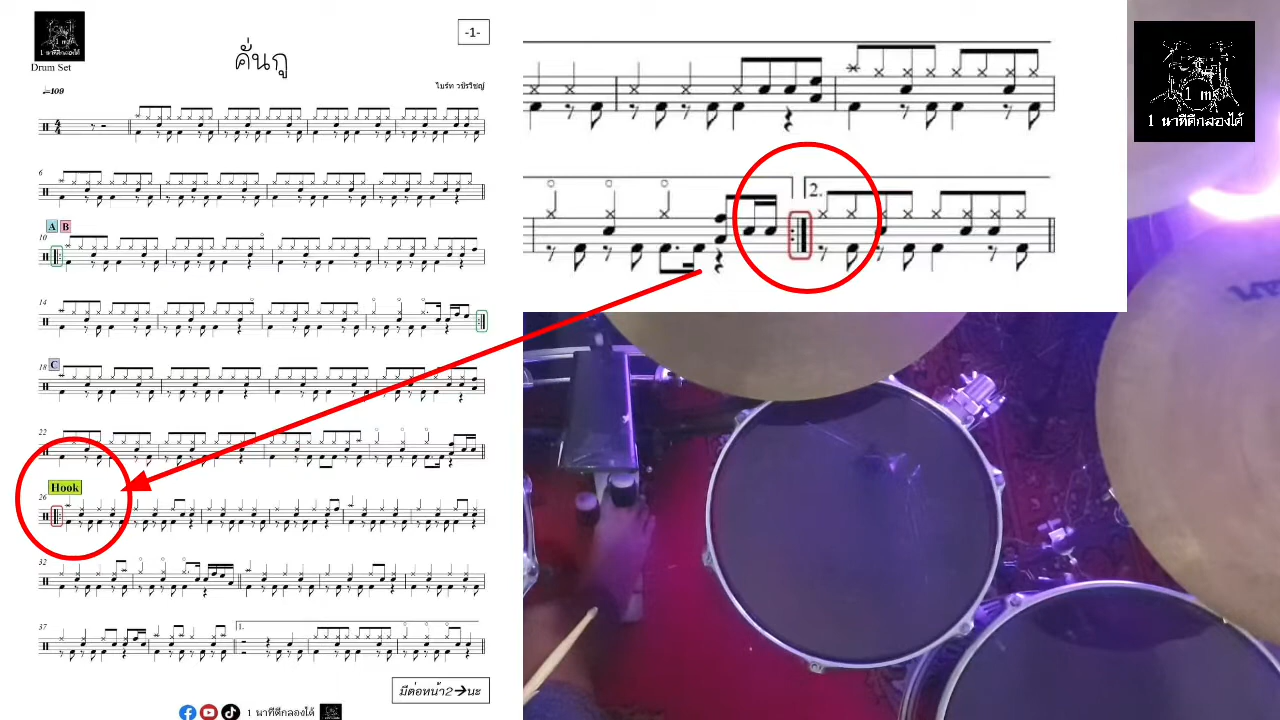 1 m
1 นาทีตีกลองได้
Drum Set
คั่นกู
-1-
ไบร์ท วชิรวิชญ์
♩=109
4
4
6
A B
10
14
18 C
22
Hook
26
32
37
1.
มีต่อหน้า2→นะ
1 นาทีตีกลองได้
2.
1 นาทีตีกลองได้